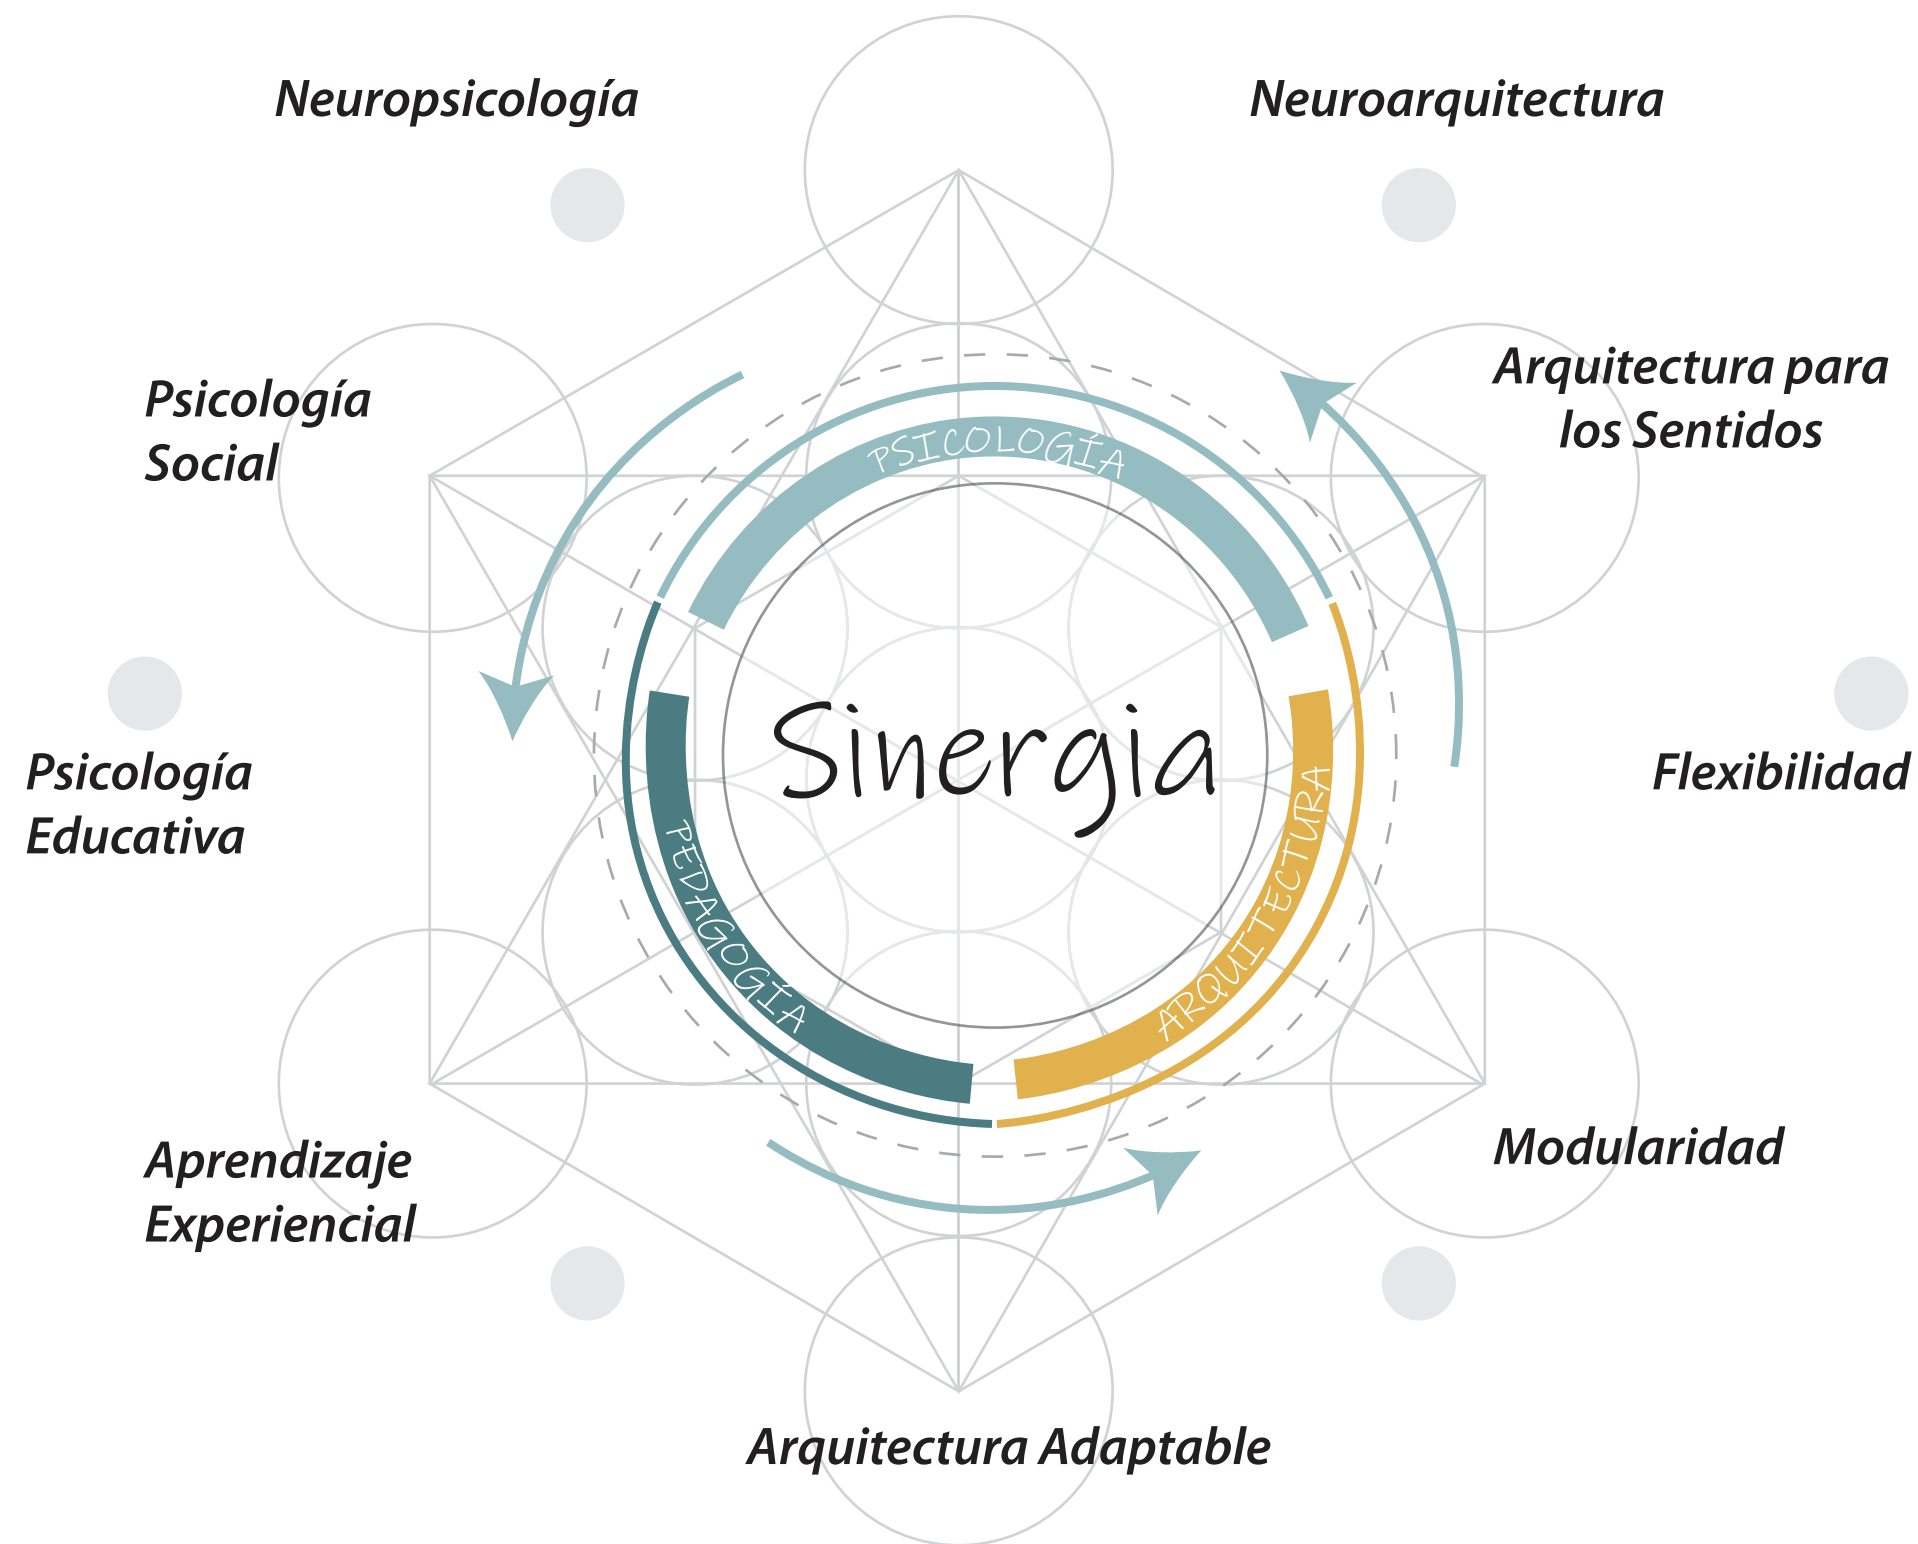 Neuropsicología
Neuroarquitectura
Arquitectura para
los Sentidos
Psicología
Social
PSICOLOGÍA
Sinergia
Psicología
Educativa
Flexibilidad
PEDAGOGÍA
ARQUITECTURA
Aprendizaje
Experiencial
Modularidad
Arquitectura Adaptable